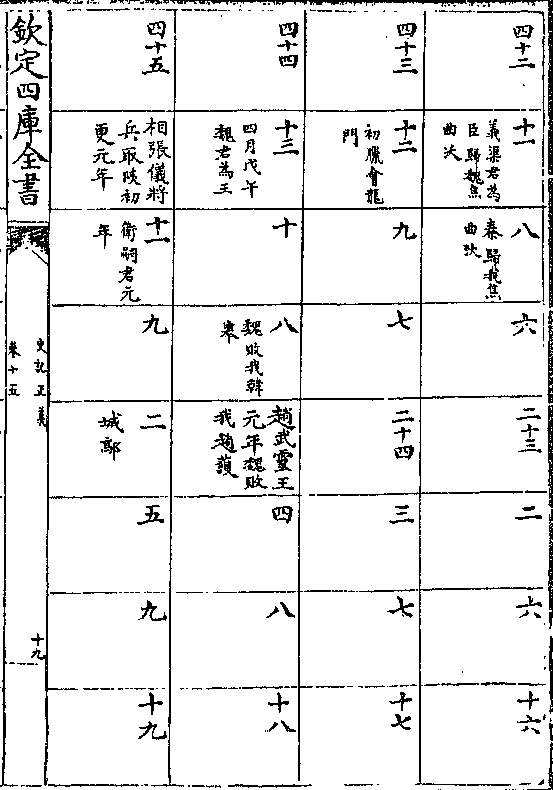 四十二
十一
義渠君為
臣歸魏焦
曲沃
八
秦歸我焦
曲沃
六
二十三
二
六
十六
四十三
十二
初臘會龍
門
九
七
二十四
三
七
十七
四十四
十三
四月戊午
魏君為王
十
八
魏敗我韓
舉
趙武靈王
元年魏敗
我趙護
四
八
十八
四十五
相張儀將
兵取陜初
更元年
十一
衛嗣君元
年
九
二
城鄗
五
九
十九
欽定四庫全書
史記正義
卷十五
十九